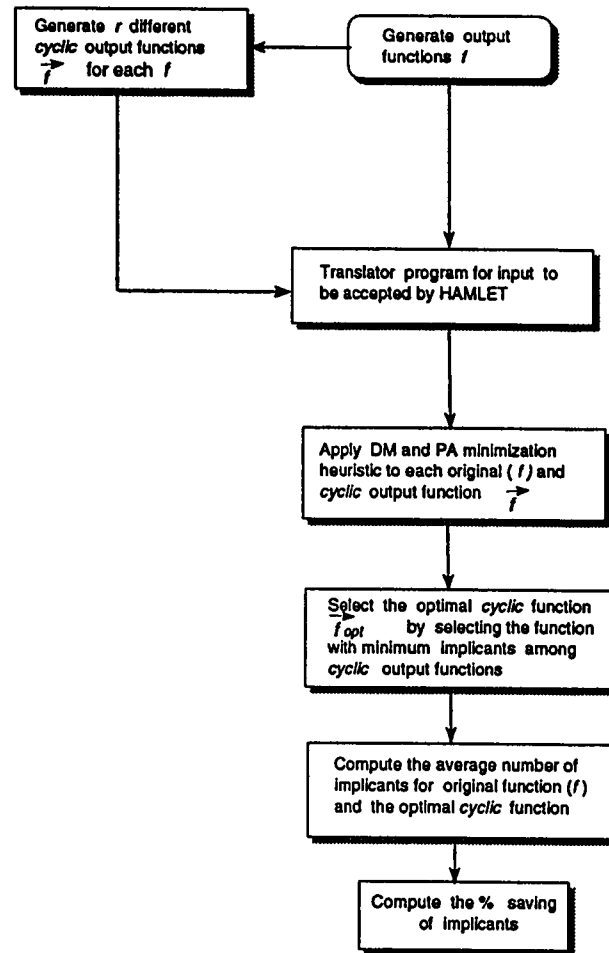 Generate r different
cyclic output functions
f⃗ for each f
Generate output
functions f
Translator program for input to
be accepted by HAMLET
Apply DM and PA minimization
heuristic to each original (f) and
cyclic output function f⃗
Select the optimal cyclic function
f⃗ opt by selecting the function
with minimum implicants among
cyclic output functions
Compute the average number of
implicants for original function (f)
and the optimal cyclic function
Compute the % saving
of implicants